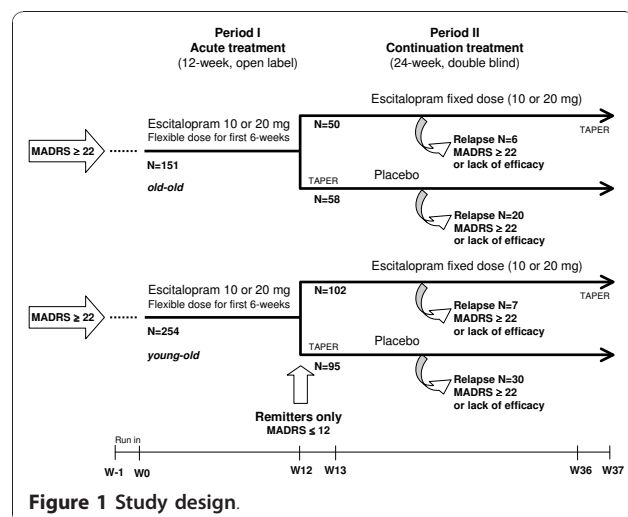 Period I
Acute treatment
(12-week, open label)
Period II
Continuation treatment
(24-week, double blind)
MADRS ≥ 22
Escitalopram 10 or 20 mg
Flexible dose for first 6-weeks
N=151
old-old
Escitalopram fixed dose (10 or 20 mg)
N=50
TAPER
Relapse N=6
MADRS ≥ 22
or lack of efficacy
TAPER
N=58
Placebo
Relapse N=20
MADRS ≥ 22
or lack of efficacy
MADRS ≥ 22
Escitalopram 10 or 20 mg
Flexible dose for first 6-weeks
N=254
young-old
Escitalopram fixed dose (10 or 20 mg)
N=102
TAPER
Relapse N=7
MADRS ≥ 22
or lack of efficacy
TAPER
N=95
Placebo
Relapse N=30
MADRS ≥ 22
or lack of efficacy
Remitters only
MADRS ≤ 12
Run in
W-1 W0 W12 W13 W36 W37
Figure 1 Study design.